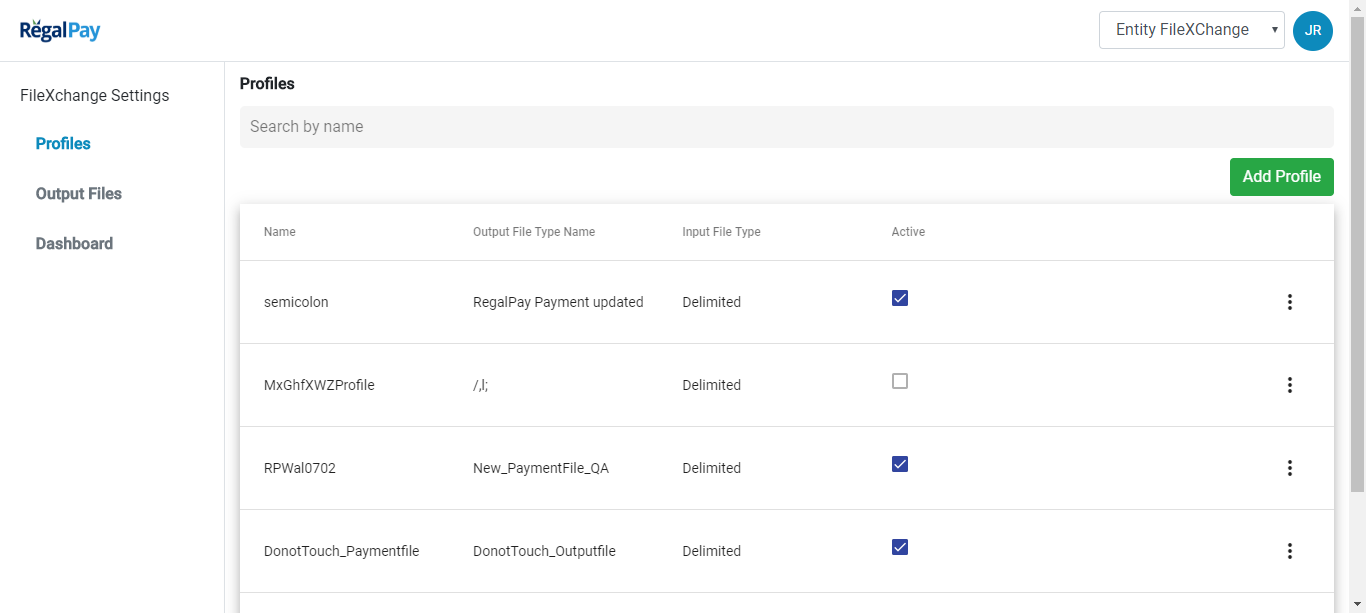 RegalPay
Entity FileXChange
JR
FileXchange Settings
Profiles
Output Files
Dashboard
Profiles
Search by name
Add Profile
Name Output File Type Name Input File Type Active
semicolon RegalPay Payment updated Delimited
MxGhfXWZProfile /,l; Delimited
RPWal0702 New_PaymentFile_QA Delimited
DonotTouch_Paymentfile DonotTouch_Outputfile Delimited